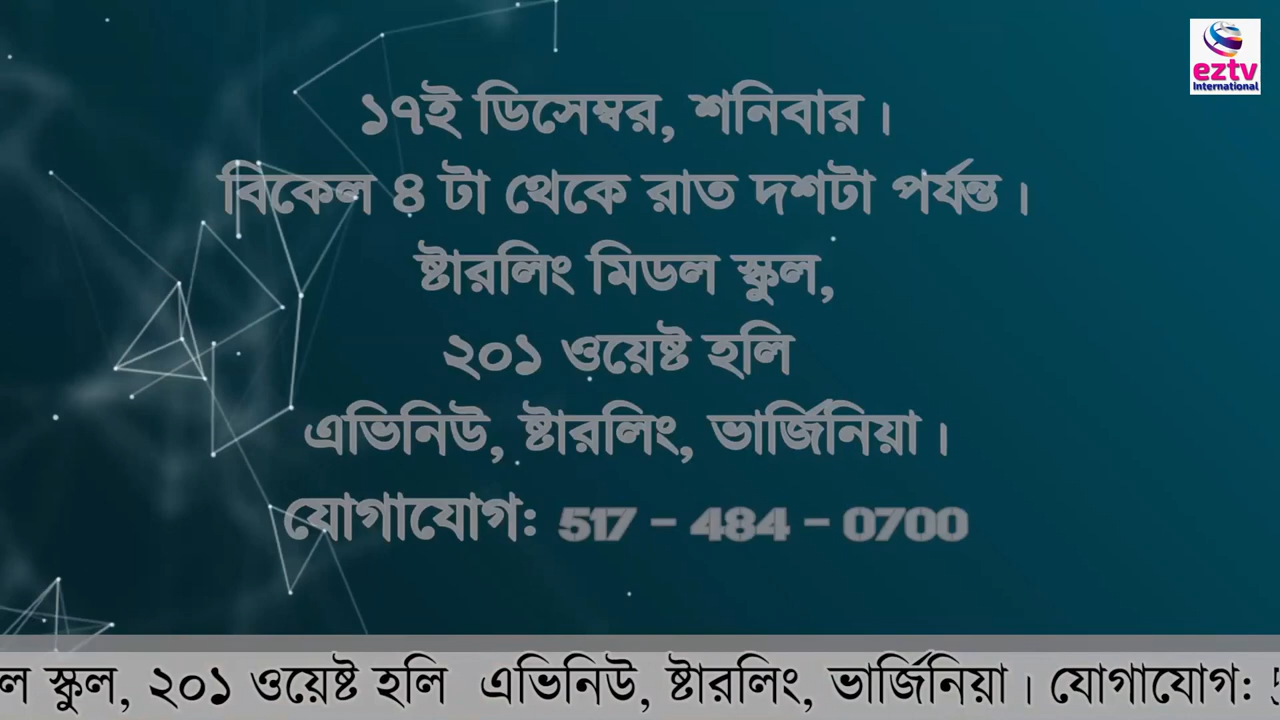 eztv
International
১৭ই ডিসেম্বর, শনিবার।
বিকেল ৪ টা থেকে রাত দশটা পর্যন্ত।
ষ্টারলিং মিডল স্কুল,
২০১ ওয়েষ্ট হলি
এভিনিউ, ষ্টারলিং, ভার্জিনিয়া।
যোগাযোগঃ 517 - 484 - 0700
ল স্কুল, ২০১ ওয়েষ্ট হলি এভিনিউ, ষ্টারলিং, ভার্জিনিয়া। যোগাযোগ: 5